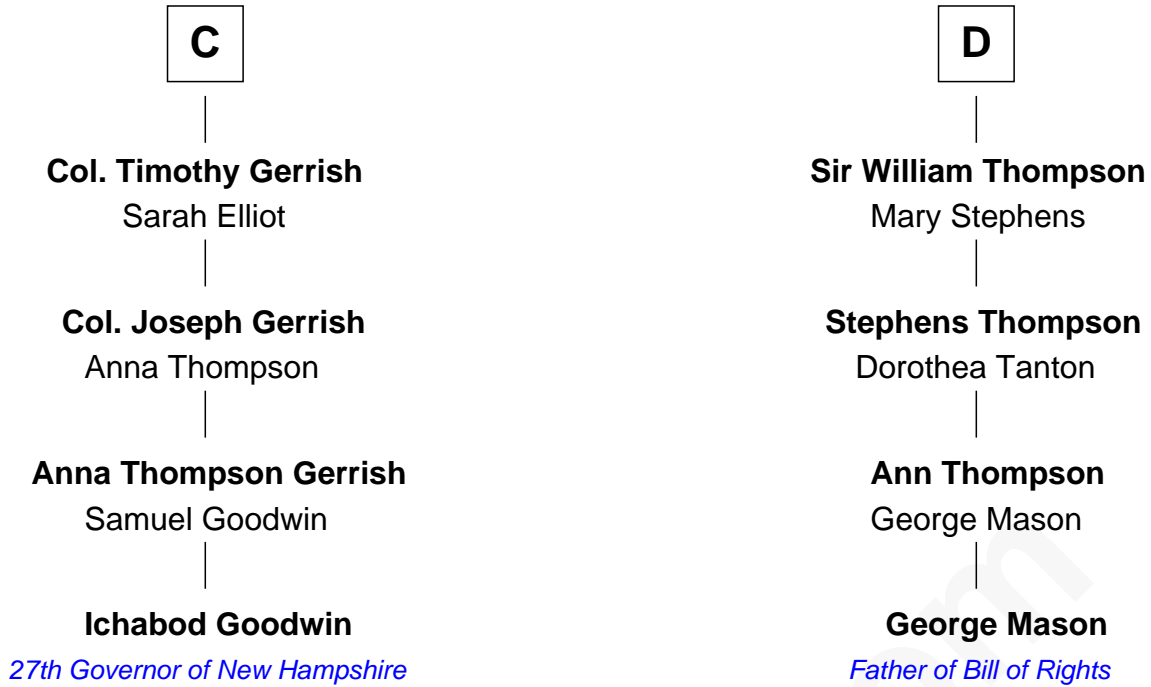 C
Col. Timothy Gerrish
Sarah Elliot
Col. Joseph Gerrish
Anna Thompson
Anna Thompson Gerrish
Samuel Goodwin
Ichabod Goodwin
27th Governor of New Hampshire
D
Sir William Thompson
Mary Stephens
Stephens Thompson
Dorothea Tanton
Ann Thompson
George Mason
George Mason
Father of Bill of Rights